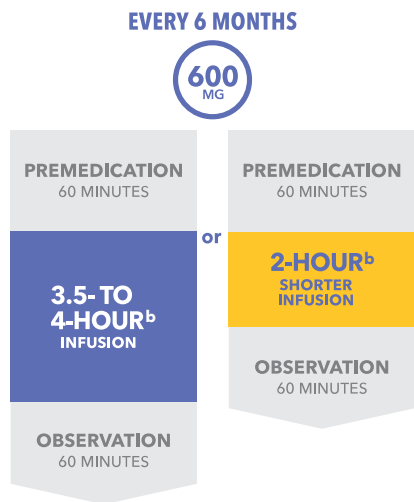 EVERY 6 MONTHS
600
MG
PREMEDICATION
60 MINUTES
3.5- TO
4-HOURᵇ
INFUSION
OBSERVATION
60 MINUTES
or
PREMEDICATION
60 MINUTES
2-HOURᵇ
SHORTER
INFUSION
OBSERVATION
60 MINUTES